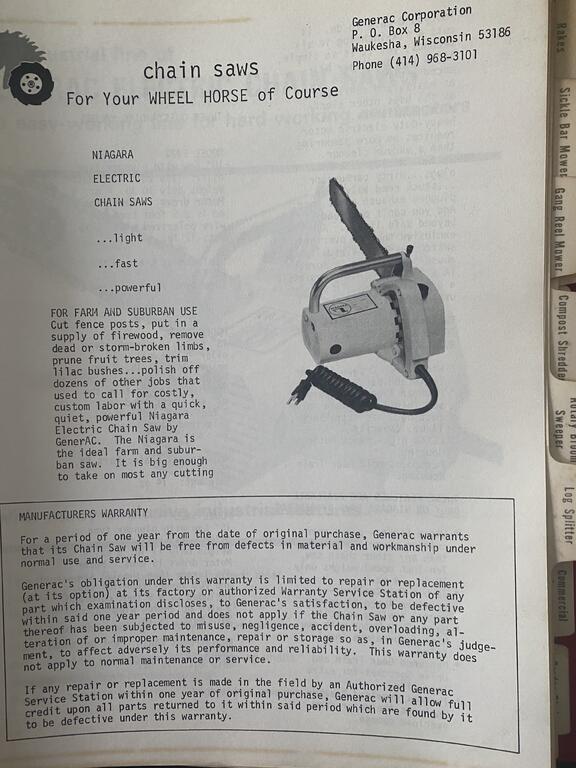 Generac Corporation
P. O. Box 8
Waukesha, Wisconsin 53186
Phone (414) 968-3101
chain saws
For Your WHEEL HORSE of Course
NIAGARA
ELECTRIC
CHAIN SAWS
...light
...fast
...powerful
FOR FARM AND SUBURBAN USE
Cut fence posts, put in a
supply of firewood, remove
dead or storm-broken limbs,
prune fruit trees, trim
lilac bushes...polish off
dozens of other jobs that
used to call for costly,
custom labor with a quick,
quiet, powerful Niagara
Electric Chain Saw by
GenerAC. The Niagara is
the ideal farm and subur-
ban saw. It is big enough
to take on most any cutting
MANUFACTURERS WARRANTY
For a period of one year from the date of original purchase, Generac warrants
that its Chain Saw will be free from defects in material and workmanship under
normal use and service.
Generac's obligation under this warranty is limited to repair or replacement
(at its option) at its factory or authorized Warranty Service Station of any
part which examination discloses, to Generac's satisfaction, to be defective
within said one year period and does not apply if the Chain Saw or any part
thereof has been subjected to misuse, negligence, accident, overloading, al-
teration of or improper maintenance, repair or storage so as, in Generac's judge-
ment, to affect adversely its performance and reliability. This warranty does
not apply to normal maintenance or service.
If any repair or replacement is made in the field by an Authorized Generac
Service Station within one year of original purchase, Generac will allow full
credit upon all parts returned to it within said period which are found by it
to be defective under this warranty.
Rakes
Sickle Bar Mower
Gang Reel Mower
Compost Shredde
Rotary Broom
Sweeper
Log Splitter
Commercial